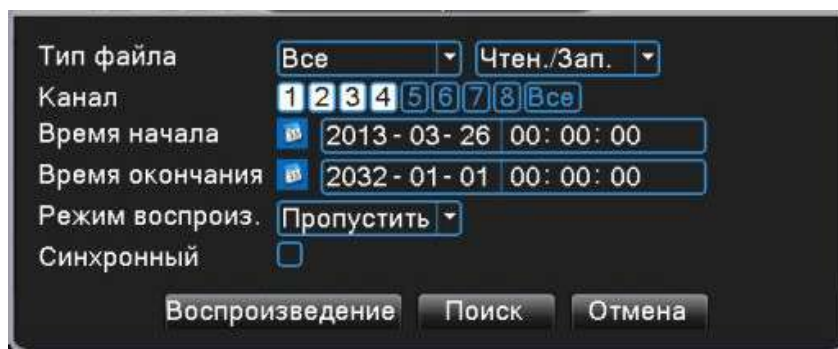 Тип файла Все Чтен./Зап.
Канал 1 2 3 4 5 6 7 8 Все
Время начала 2013 - 03 - 26 00: 00: 00
Время окончания 2032 - 01 - 01 00: 00: 00
Режим воспроиз. Пропустить
Синхронный
Воспроизведение Поиск Отмена